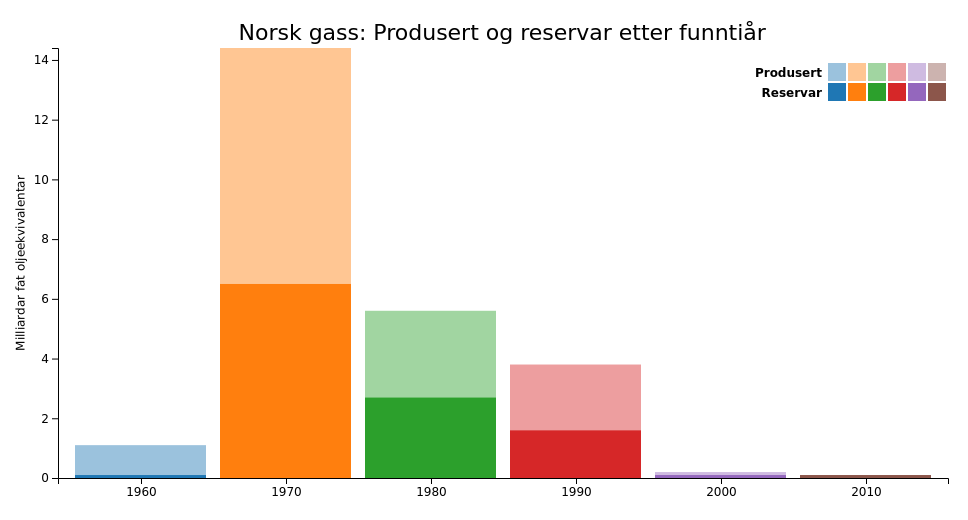 Norsk gass: Produsert og reservar etter funntiår
Produsert
Reservar
Milliardar fat oljeekvivalentar
14
12
10
8
6
4
2
0
1960 1970 1980 1990 2000 2010